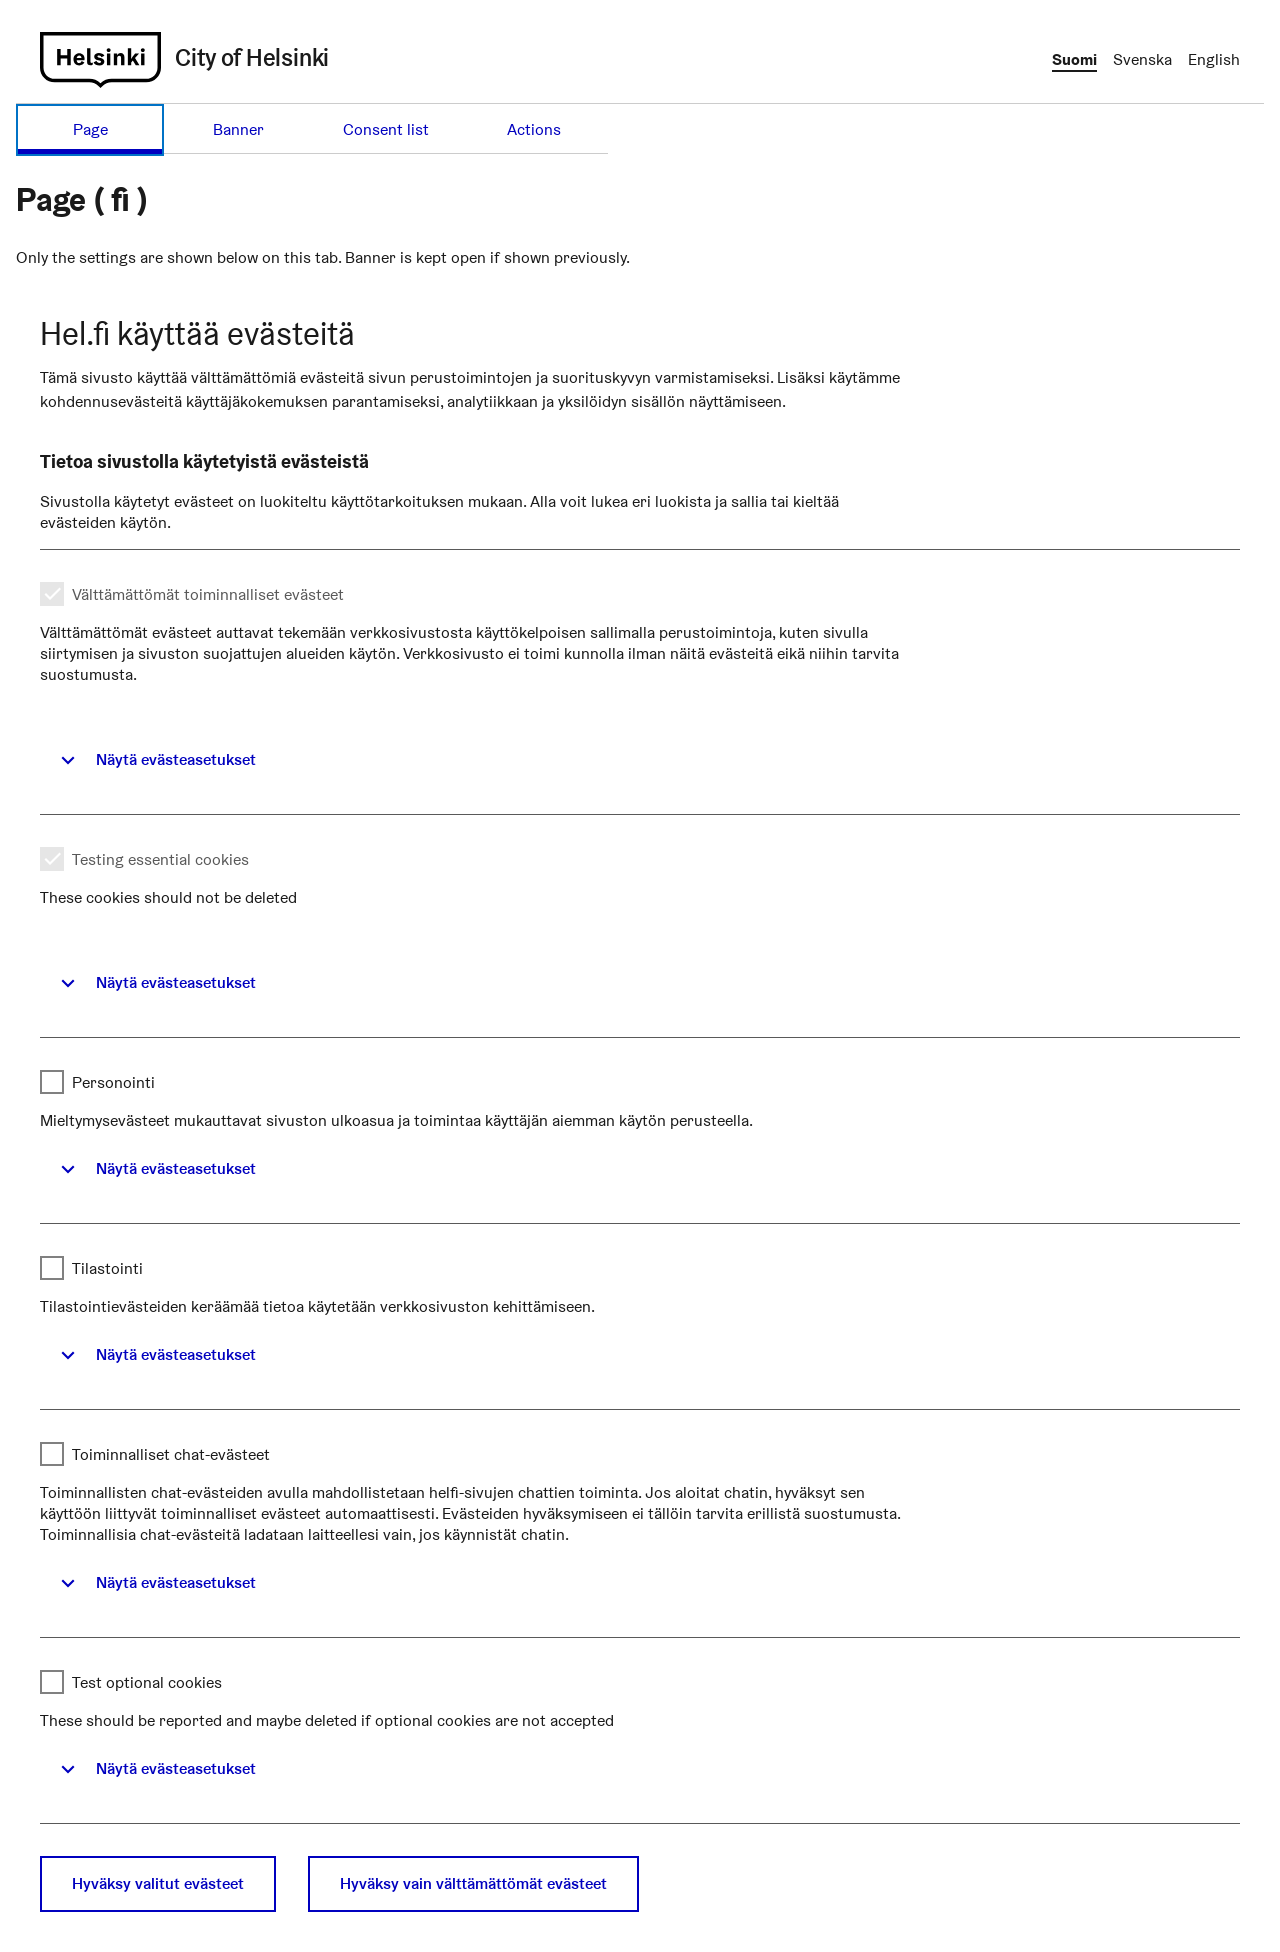 Helsinki City of Helsinki
Suomi Svenska English
Page Banner Consent list Actions
Page ( fi )
Only the settings are shown below on this tab. Banner is kept open if shown previously.
Hel.fi käyttää evästeitä
Tämä sivusto käyttää välttämättömiä evästeitä sivun perustoimintojen ja suorituskyvyn varmistamiseksi. Lisäksi käytämme
kohdennusevästeitä käyttäjäkokemuksen parantamiseksi, analytiikkaan ja yksilöidyn sisällön näyttämiseen.
Tietoa sivustolla käytetyistä evästeistä
Sivustolla käytetyt evästeet on luokiteltu käyttötarkoituksen mukaan. Alla voit lukea eri luokista ja sallia tai kieltää
evästeiden käytön.
Välttämättömät toiminnalliset evästeet
Välttämättömät evästeet auttavat tekemään verkkosivustosta käyttökelpoisen sallimalla perustoimintoja, kuten sivulla
siirtymisen ja sivuston suojattujen alueiden käytön. Verkkosivusto ei toimi kunnolla ilman näitä evästeitä eikä niihin tarvita
suostumusta.
Näytä evästeasetukset
Testing essential cookies
These cookies should not be deleted
Näytä evästeasetukset
Personointi
Mieltymysevästeet mukauttavat sivuston ulkoasua ja toimintaa käyttäjän aiemman käytön perusteella.
Näytä evästeasetukset
Tilastointi
Tilastointievästeiden keräämää tietoa käytetään verkkosivuston kehittämiseen.
Näytä evästeasetukset
Toiminnalliset chat-evästeet
Toiminnallisten chat-evästeiden avulla mahdollistetaan helfi-sivujen chattien toiminta. Jos aloitat chatin, hyväksyt sen
käyttöön liittyvät toiminnalliset evästeet automaattisesti. Evästeiden hyväksymiseen ei tällöin tarvita erillistä suostumusta.
Toiminnallisia chat-evästeitä ladataan laitteellesi vain, jos käynnistät chatin.
Näytä evästeasetukset
Test optional cookies
These should be reported and maybe deleted if optional cookies are not accepted
Näytä evästeasetukset
Hyväksy valitut evästeet Hyväksy vain välttämättömät evästeet